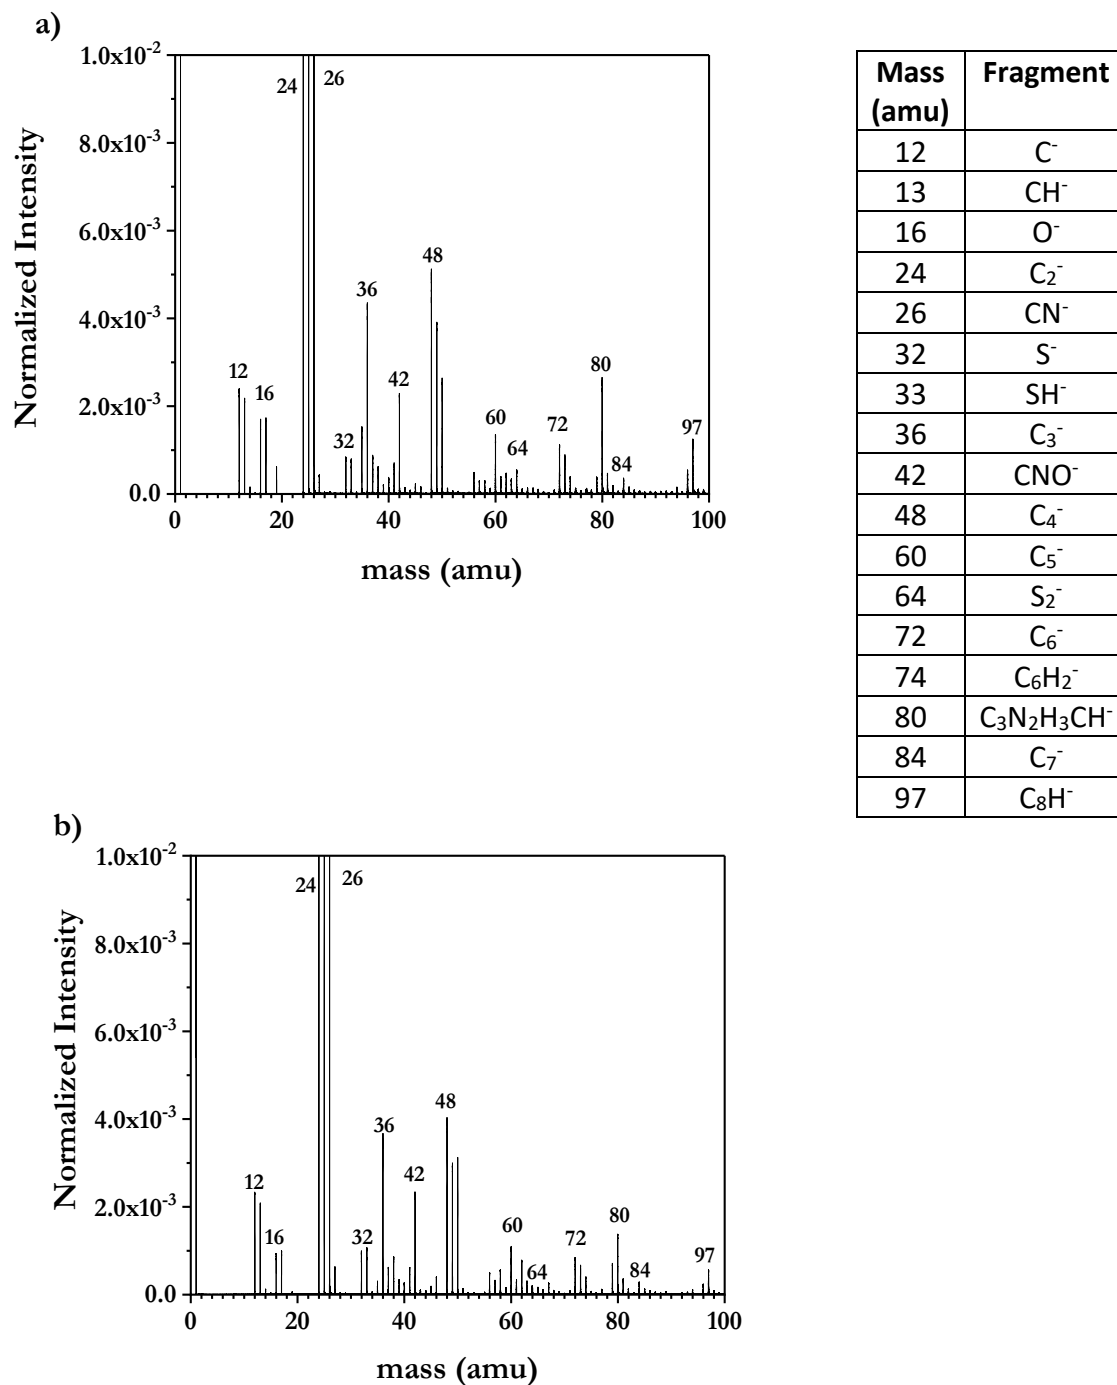 a)
1.0x10⁻²
8.0x10⁻³
6.0x10⁻³
4.0x10⁻³
2.0x10⁻³
0.0
Normalized Intensity
24 26
48
36
12
16
42
32
80
60
64
72
84
97
0 20 40 60 80 100
mass (amu)
Mass (amu) Fragment
12 C⁻
13 CH⁻
16 O⁻
24 C₂⁻
26 CN⁻
32 S⁻
33 SH⁻
36 C₃⁻
42 CNO⁻
48 C₄⁻
60 C₅⁻
64 S₂⁻
72 C₆⁻
74 C₆H₂⁻
80 C₃N₂H₃CH⁻
84 C₇⁻
97 C₈H⁻
b)
1.0x10⁻²
8.0x10⁻³
6.0x10⁻³
4.0x10⁻³
2.0x10⁻³
0.0
Normalized Intensity
24 26
48
36
42
12
16
32
60
64
72
80
84
97
0 20 40 60 80 100
mass (amu)